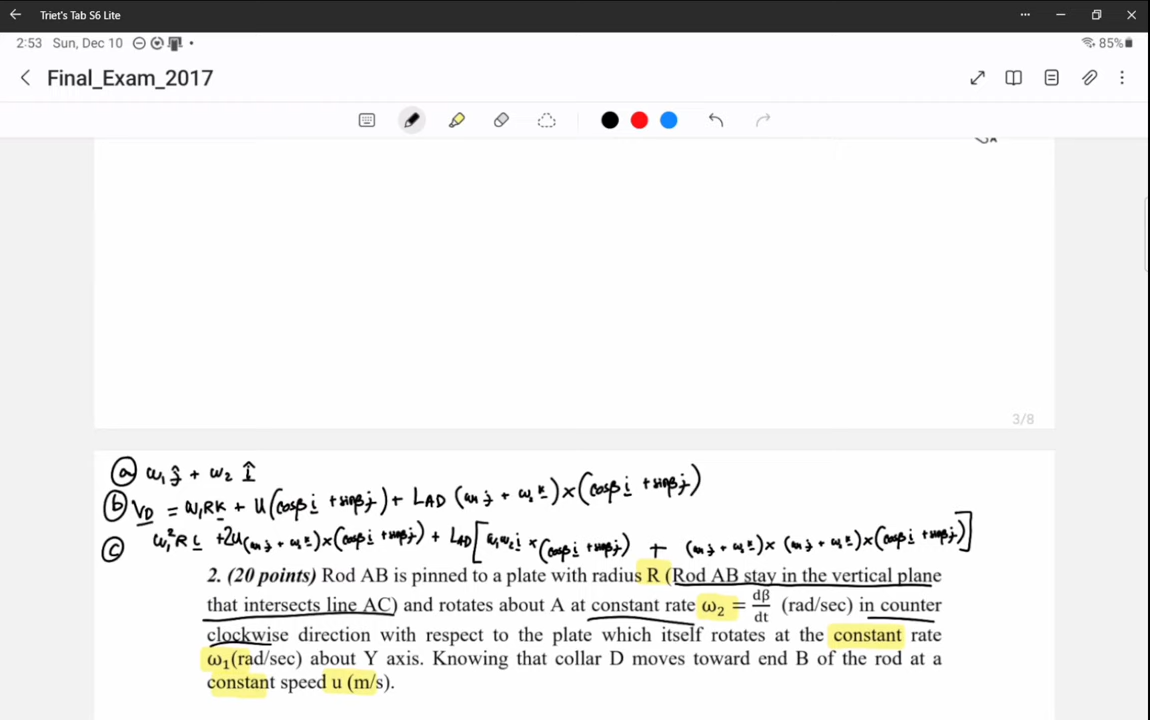 Triet's Tab S6 Lite
2:53 Sun, Dec 10 85%
Final_Exam_2017
3/8
(a) ω₁ ĵ + ω₂ î
(b) V_D = ω₁Rk + u(cosβ i + sinβ j) + L_AD (ω₁ j + ω₂ k) × (cosβ i + sinβ j)
(c) ω₁²R i + 2u(ω₁ j + ω₂ k) × (cosβ i + sinβ j) + L_AD [ω₁ω₂ i × (cosβ i + sinβ j) + (ω₁ j + ω₂ k) × (ω₁ j + ω₂ k) × (cosβ i + sinβ j)]
2. (20 points) Rod AB is pinned to a plate with radius R (Rod AB stay in the vertical plane
that intersects line AC) and rotates about A at constant rate ω₂ = dβ/dt (rad/sec) in counter
clockwise direction with respect to the plate which itself rotates at the constant rate
ω₁(rad/sec) about Y axis. Knowing that collar D moves toward end B of the rod at a
constant speed u (m/s).